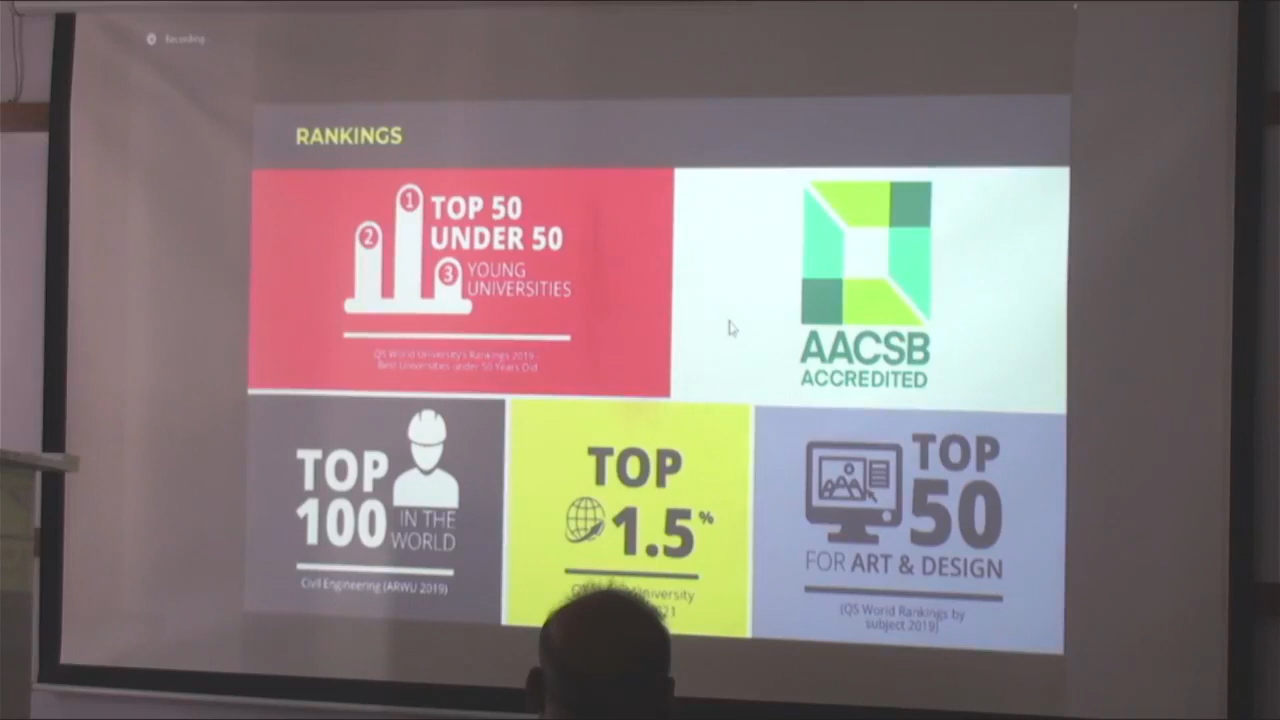 Recording
RANKINGS
1
2
3
TOP 50
UNDER 50
YOUNG
UNIVERSITIES
QS World University's Rankings 2019 -
Best Universities under 50 Years Old
AACSB
ACCREDITED
TOP
100
IN THE
WORLD
Civil Engineering (ARWU 2019)
TOP
1.5%
University
TOP
50
FOR ART & DESIGN
(QS World Rankings by
subject 2019)